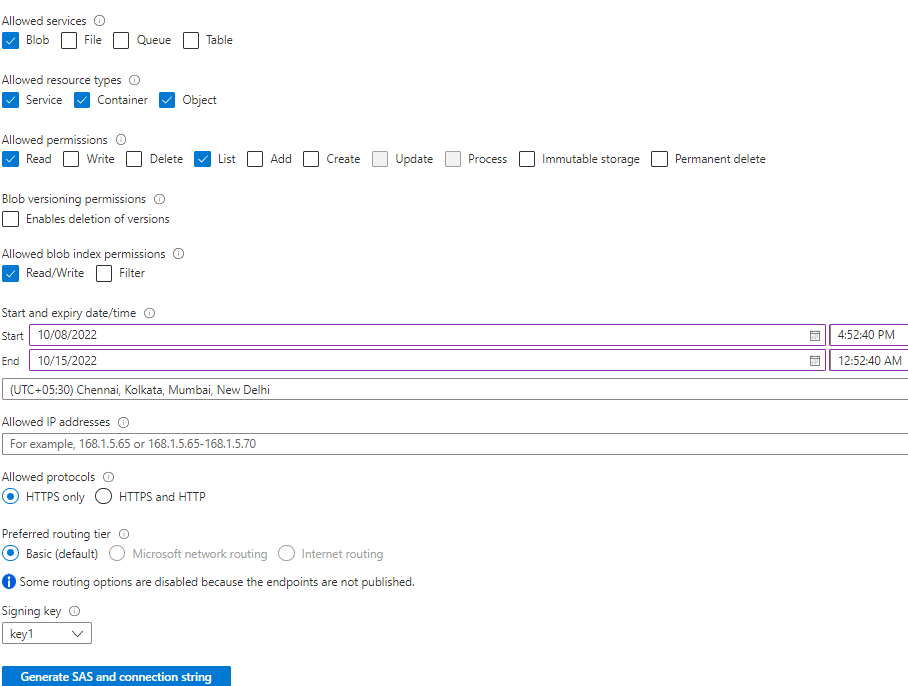 Allowed services
Blob File Queue Table
Allowed resource types
Service Container Object
Allowed permissions
Read Write Delete List Add Create Update Process Immutable storage Permanent delete
Blob versioning permissions
Enables deletion of versions
Allowed blob index permissions
Read/Write Filter
Start and expiry date/time
Start 10/08/2022 4:52:40 PM
End 10/15/2022 12:52:40 AM
(UTC+05:30) Chennai, Kolkata, Mumbai, New Delhi
Allowed IP addresses
For example, 168.1.5.65 or 168.1.5.65-168.1.5.70
Allowed protocols
HTTPS only HTTPS and HTTP
Preferred routing tier
Basic (default) Microsoft network routing Internet routing
Some routing options are disabled because the endpoints are not published.
Signing key
key1
Generate SAS and connection string